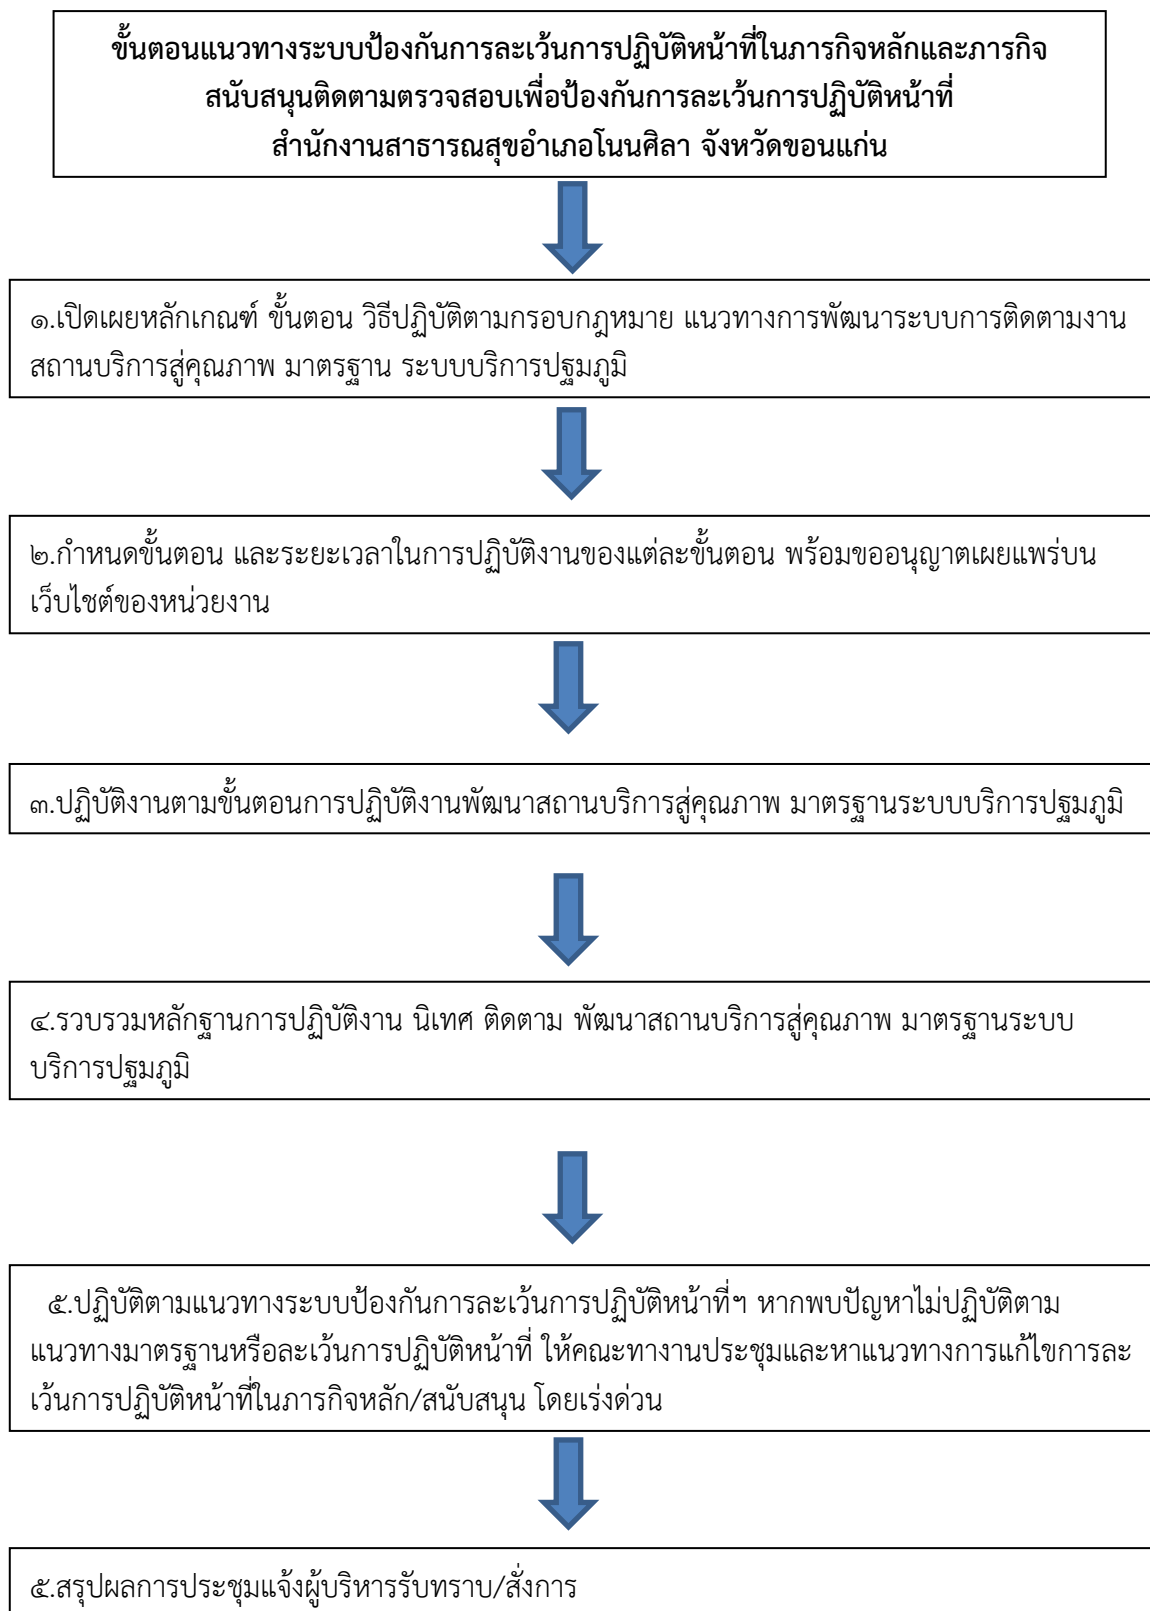 ขั้นตอนแนวทางระบบป้องกันการละเว้นการปฏิบัติหน้าที่ในภารกิจหลักและภารกิจ
สนับสนุนติดตามตรวจสอบเพื่อป้องกันการละเว้นการปฏิบัติหน้าที่
สำนักงานสาธารณสุขอำเภอโนนศิลา จังหวัดขอนแก่น
๑.เปิดเผยหลักเกณฑ์ ขั้นตอน วิธีปฏิบัติตามกรอบกฎหมาย แนวทางการพัฒนาระบบการติดตามงาน
สถานบริการสู่คุณภาพ มาตรฐาน ระบบบริการปฐมภูมิ
๒.กำหนดขั้นตอน และระยะเวลาในการปฏิบัติงานของแต่ละขั้นตอน พร้อมขออนุญาตเผยแพร่บน
เว็บไซต์ของหน่วยงาน
๓.ปฏิบัติงานตามขั้นตอนการปฏิบัติงานพัฒนาสถานบริการสู่คุณภาพ มาตรฐานระบบบริการปฐมภูมิ
๔.รวบรวมหลักฐานการปฏิบัติงาน นิเทศ ติดตาม พัฒนาสถานบริการสู่คุณภาพ มาตรฐานระบบ
บริการปฐมภูมิ
๕.ปฏิบัติตามแนวทางระบบป้องกันการละเว้นการปฏิบัติหน้าที่ฯ หากพบปัญหาไม่ปฏิบัติตาม
แนวทางมาตรฐานหรือละเว้นการปฏิบัติหน้าที่ ให้คณะทางานประชุมและหาแนวทางการแก้ไขการละ
เว้นการปฏิบัติหน้าที่ในภารกิจหลัก/สนับสนุน โดยเร่งด่วน
๕.สรุปผลการประชุมแจ้งผู้บริหารรับทราบ/สั่งการ